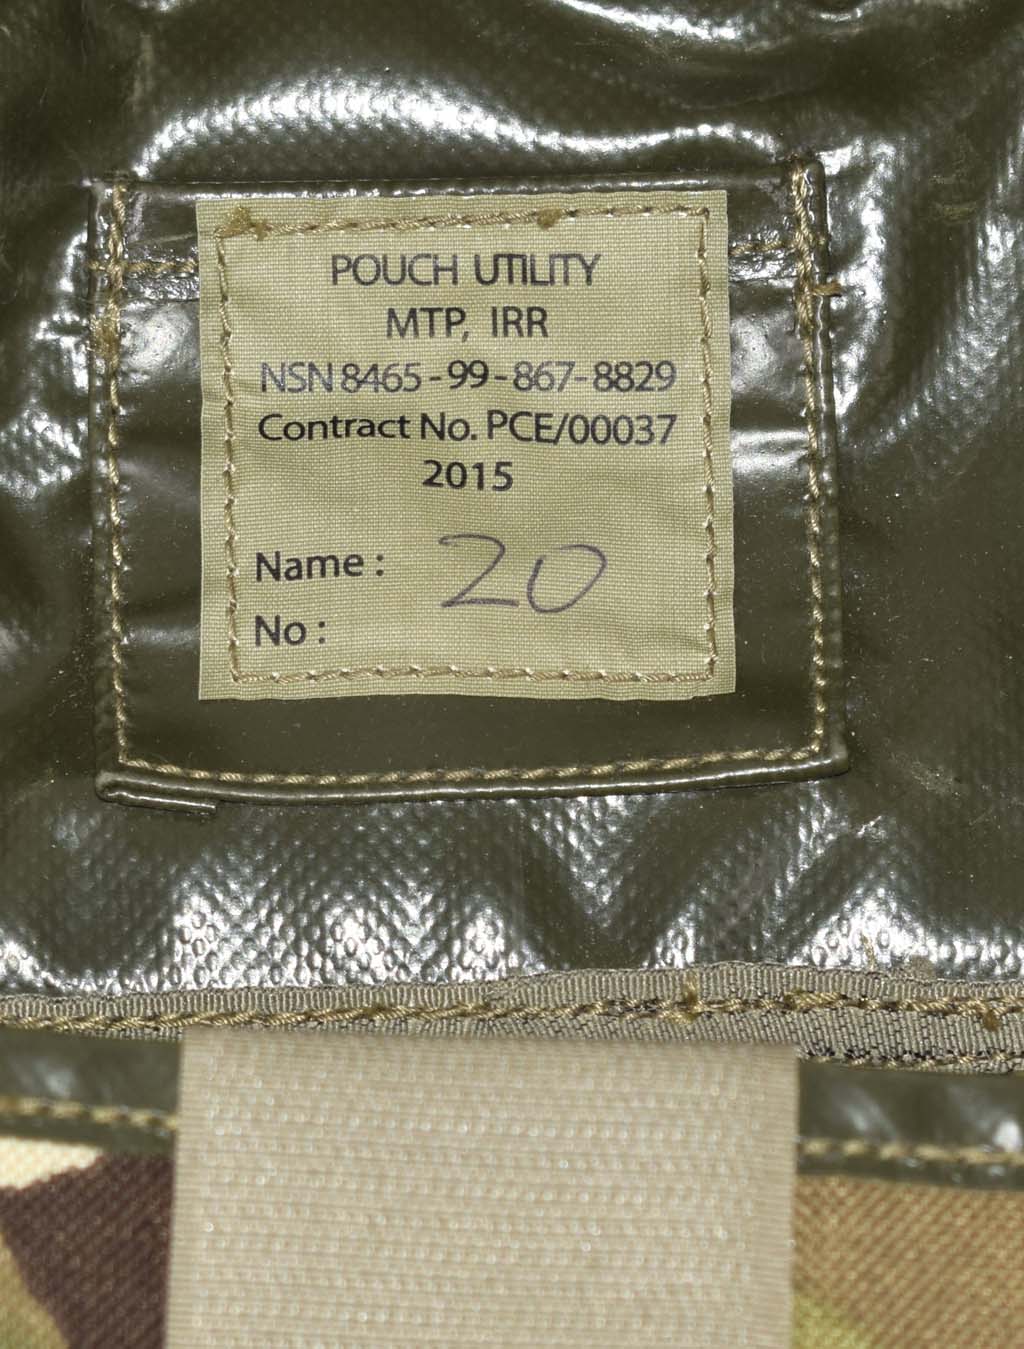 POUCH UTILITY
MTP, IRR
NSN 8465-99-867-8829
Contract No. PCE/00037
2015
Name: 20
No: